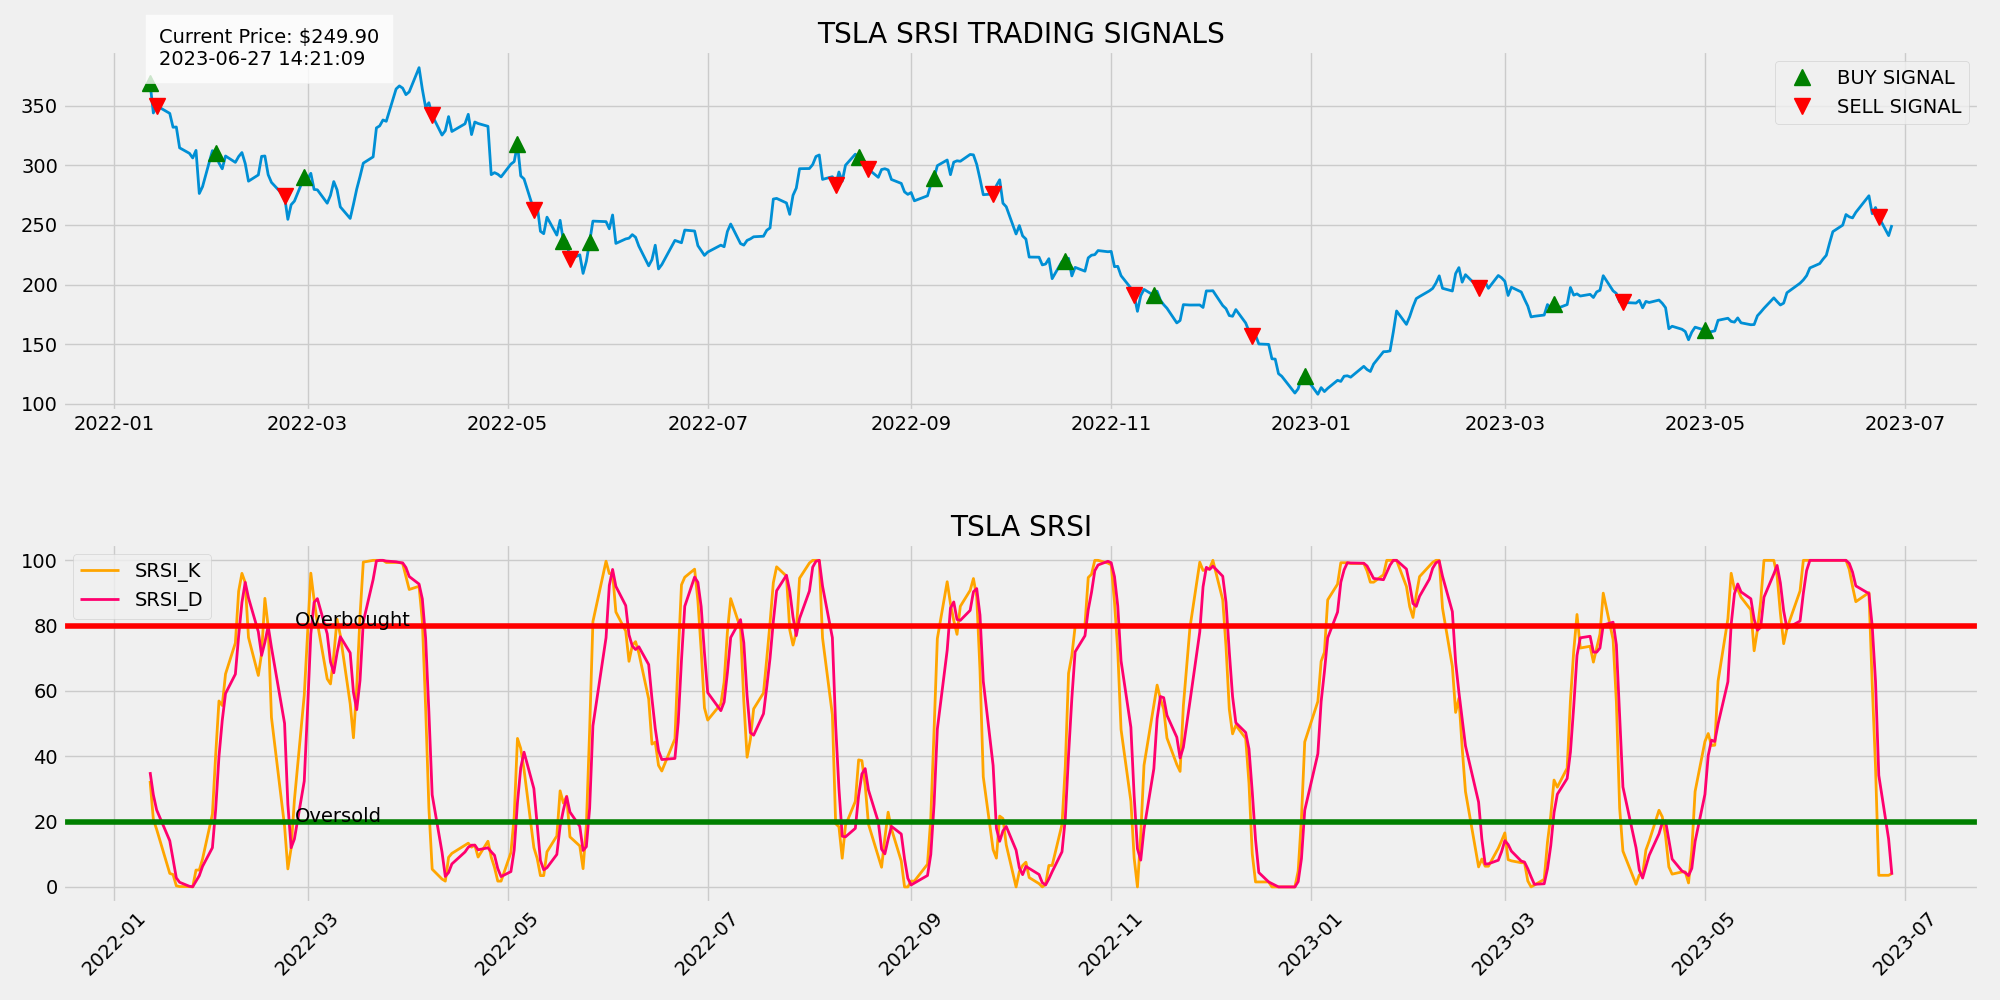 TSLA SRSI TRADING SIGNALS
Current Price: $249.90
2023-06-27 14:21:09
BUY SIGNAL
SELL SIGNAL
350
300
250
200
150
100
2022-01 2022-03 2022-05 2022-07 2022-09 2022-11 2023-01 2023-03 2023-05 2023-07
TSLA SRSI
SRSI_K
SRSI_D
100
Overbought
80
60
40
Oversold
20
0
2022-01 2022-03 2022-05 2022-07 2022-09 2022-11 2023-01 2023-03 2023-05 2023-07